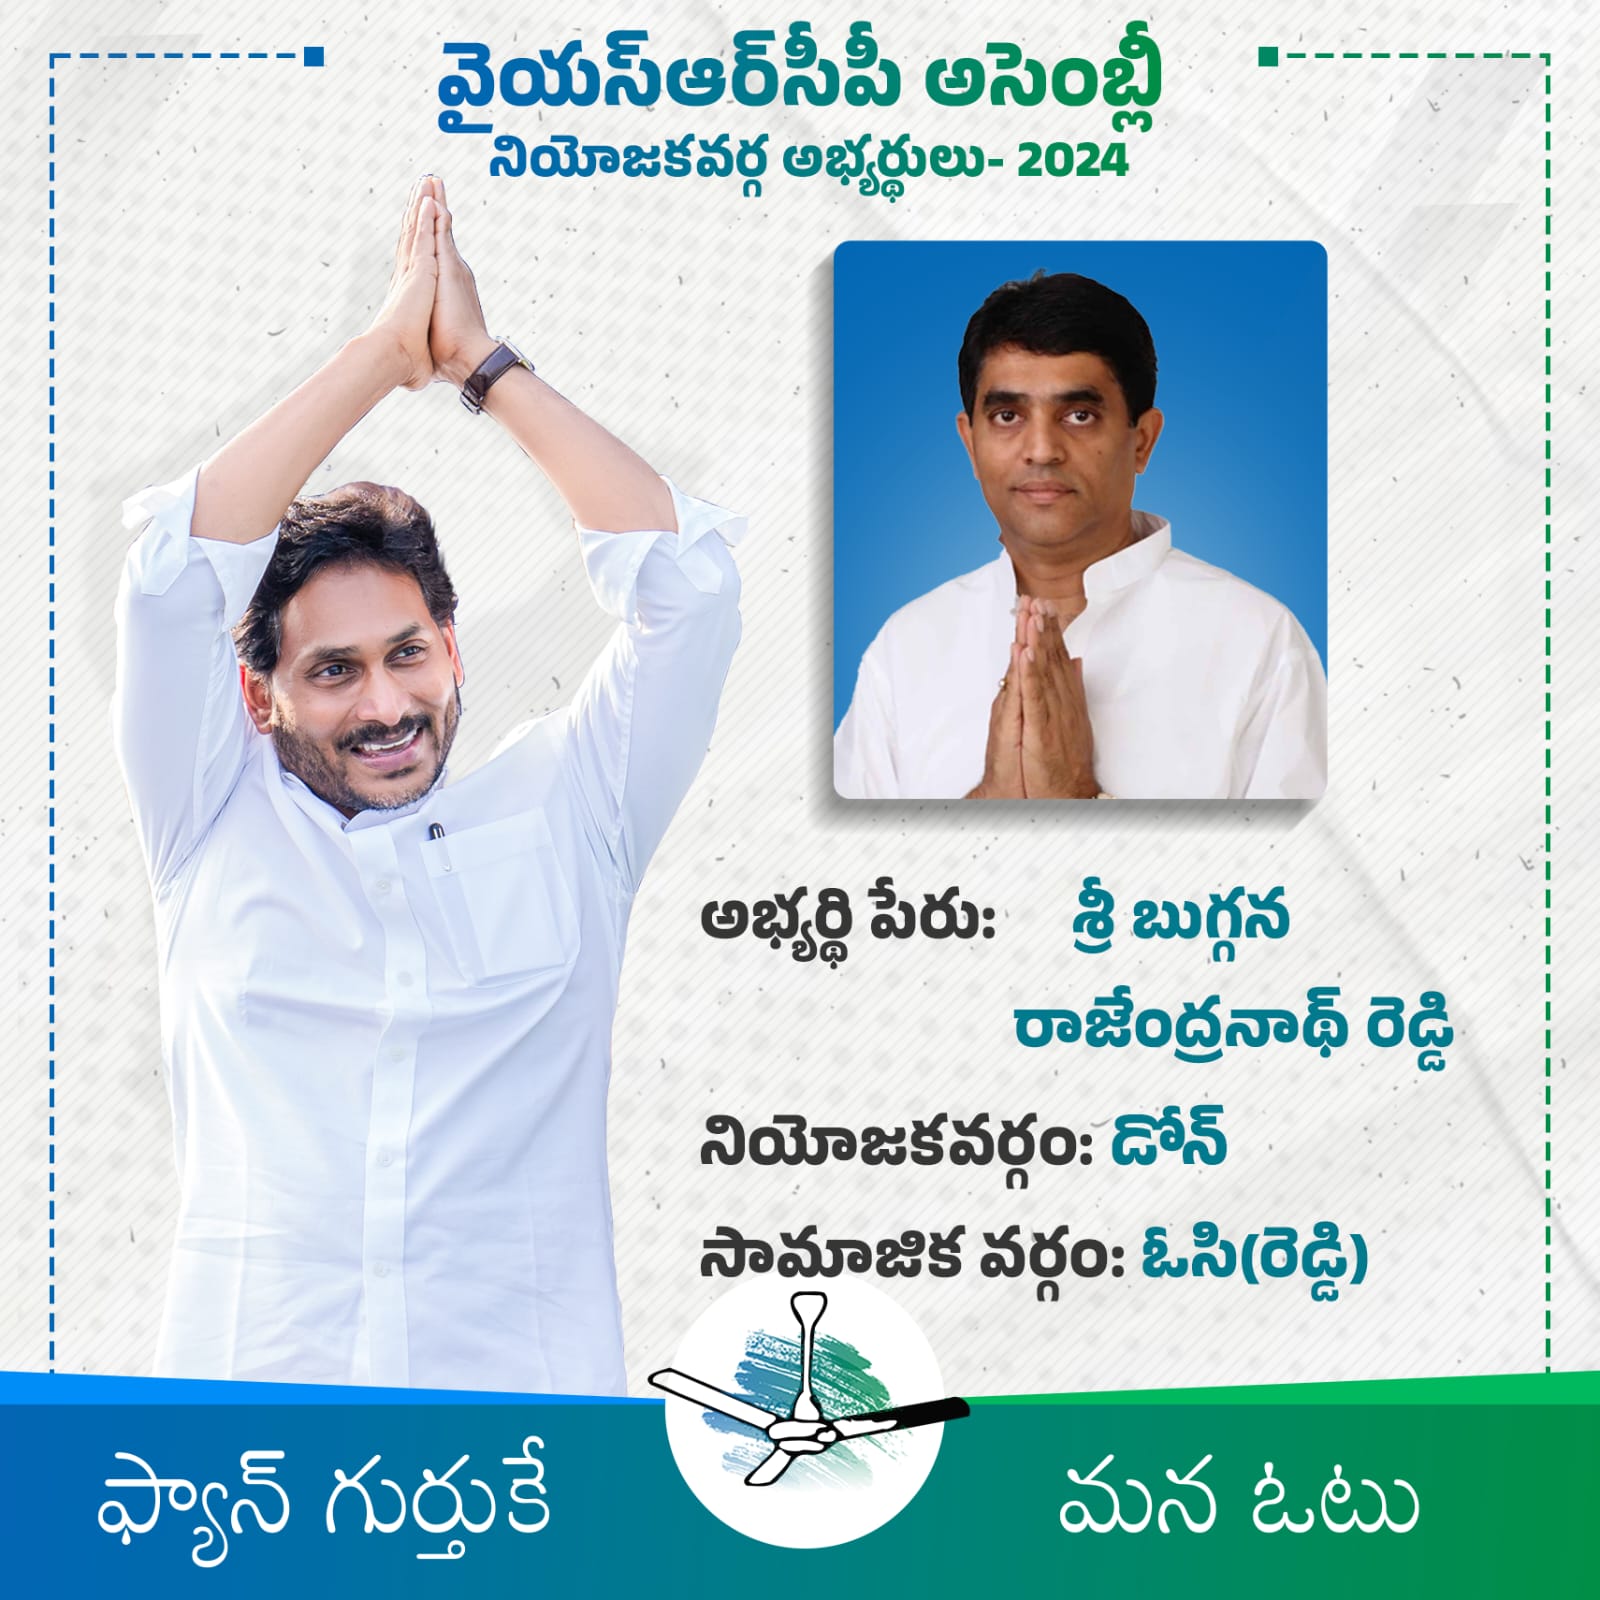 వైయస్ఆర్‌సీపీ అసెంబ్లీ
నియోజకవర్గ అభ్యర్థులు- 2024
అభ్యర్థి పేరు: శ్రీ బుగ్గన
రాజేంద్రనాథ్ రెడ్డి
నియోజకవర్గం: డోన్
సామాజిక వర్గం: ఓసి(రెడ్డి)
ఫ్యాన్ గుర్తుకే మన ఓటు